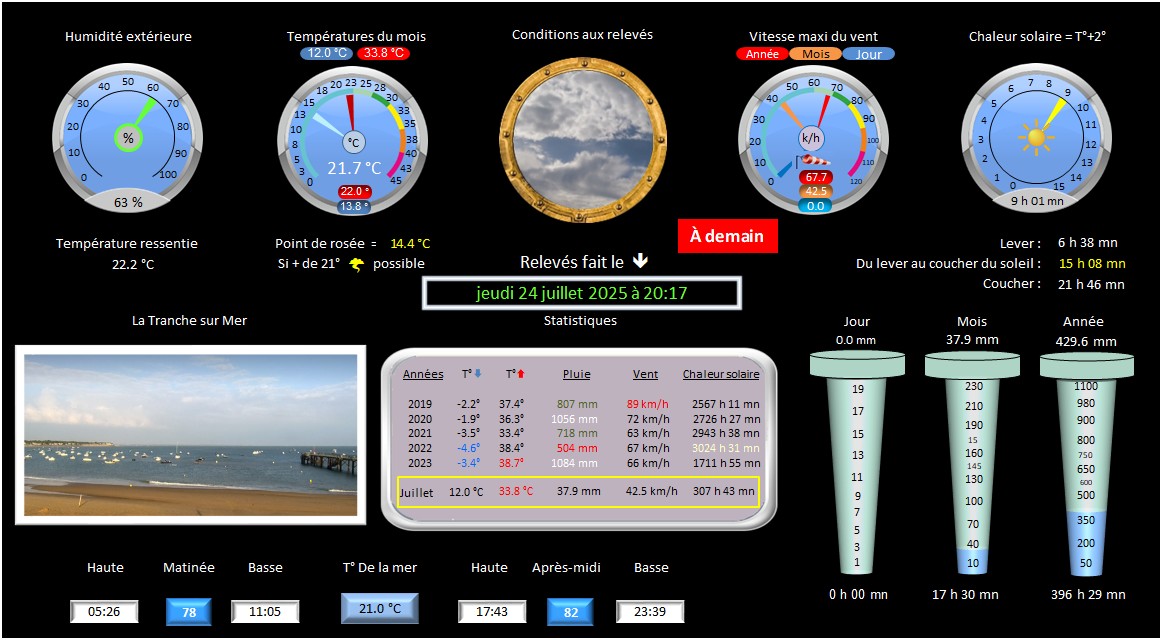 Humidité extérieure
Températures du mois
Conditions aux relevés
Vitesse maxi du vent
Chaleur solaire = T°+2°
12.0 °C 33.8 °C
Année Mois Jour
0 10 20 30 40 50 60 70 80 90 100
%
63 %
0 3 5 8 10 13 15 18 20 23 25 28 30 33 35 38 40 43 45
°C
21.7 °C
22.0 °
13.8 °
0 10 20 30 40 50 60 70 80 90 100 110 120
k/h
67.7
42.5
0.0
0 1 2 3 4 5 6 7 8 9 10 11 12 13 14 15
9 h 01 mn
Température ressentie
22.2 °C
Point de rosée = 14.4 °C
Si + de 21° possible
À demain
Relevés fait le
jeudi 24 juillet 2025 à 20:17
Lever : 6 h 38 mn
Du lever au coucher du soleil : 15 h 08 mn
Coucher : 21 h 46 mn
La Tranche sur Mer
Statistiques
Années T° T° Pluie Vent Chaleur solaire
2019 -2.2° 37.4° 807 mm 89 km/h 2567 h 11 mn
2020 -1.9° 36.3° 1056 mm 72 km/h 2726 h 27 mn
2021 -3.5° 33.4° 718 mm 63 km/h 2943 h 38 mn
2022 -4.6° 38.4° 504 mm 67 km/h 3024 h 31 mn
2023 -3.4° 38.7° 1084 mm 66 km/h 1711 h 55 mn
Juillet 12.0 °C 33.8 °C 37.9 mm 42.5 km/h 307 h 43 mn
Jour
0.0 mm
19
17
15
13
11
9
7
5
3
1
0 h 00 mn
Mois
37.9 mm
230
210
190
15
160
145
130
100
70
40
10
17 h 30 mn
Année
429.6 mm
1100
980
900
800
750
650
600
500
350
200
50
396 h 29 mn
Haute Matinée Basse T° De la mer Haute Après-midi Basse
05:26 78 11:05 21.0 °C 17:43 82 23:39